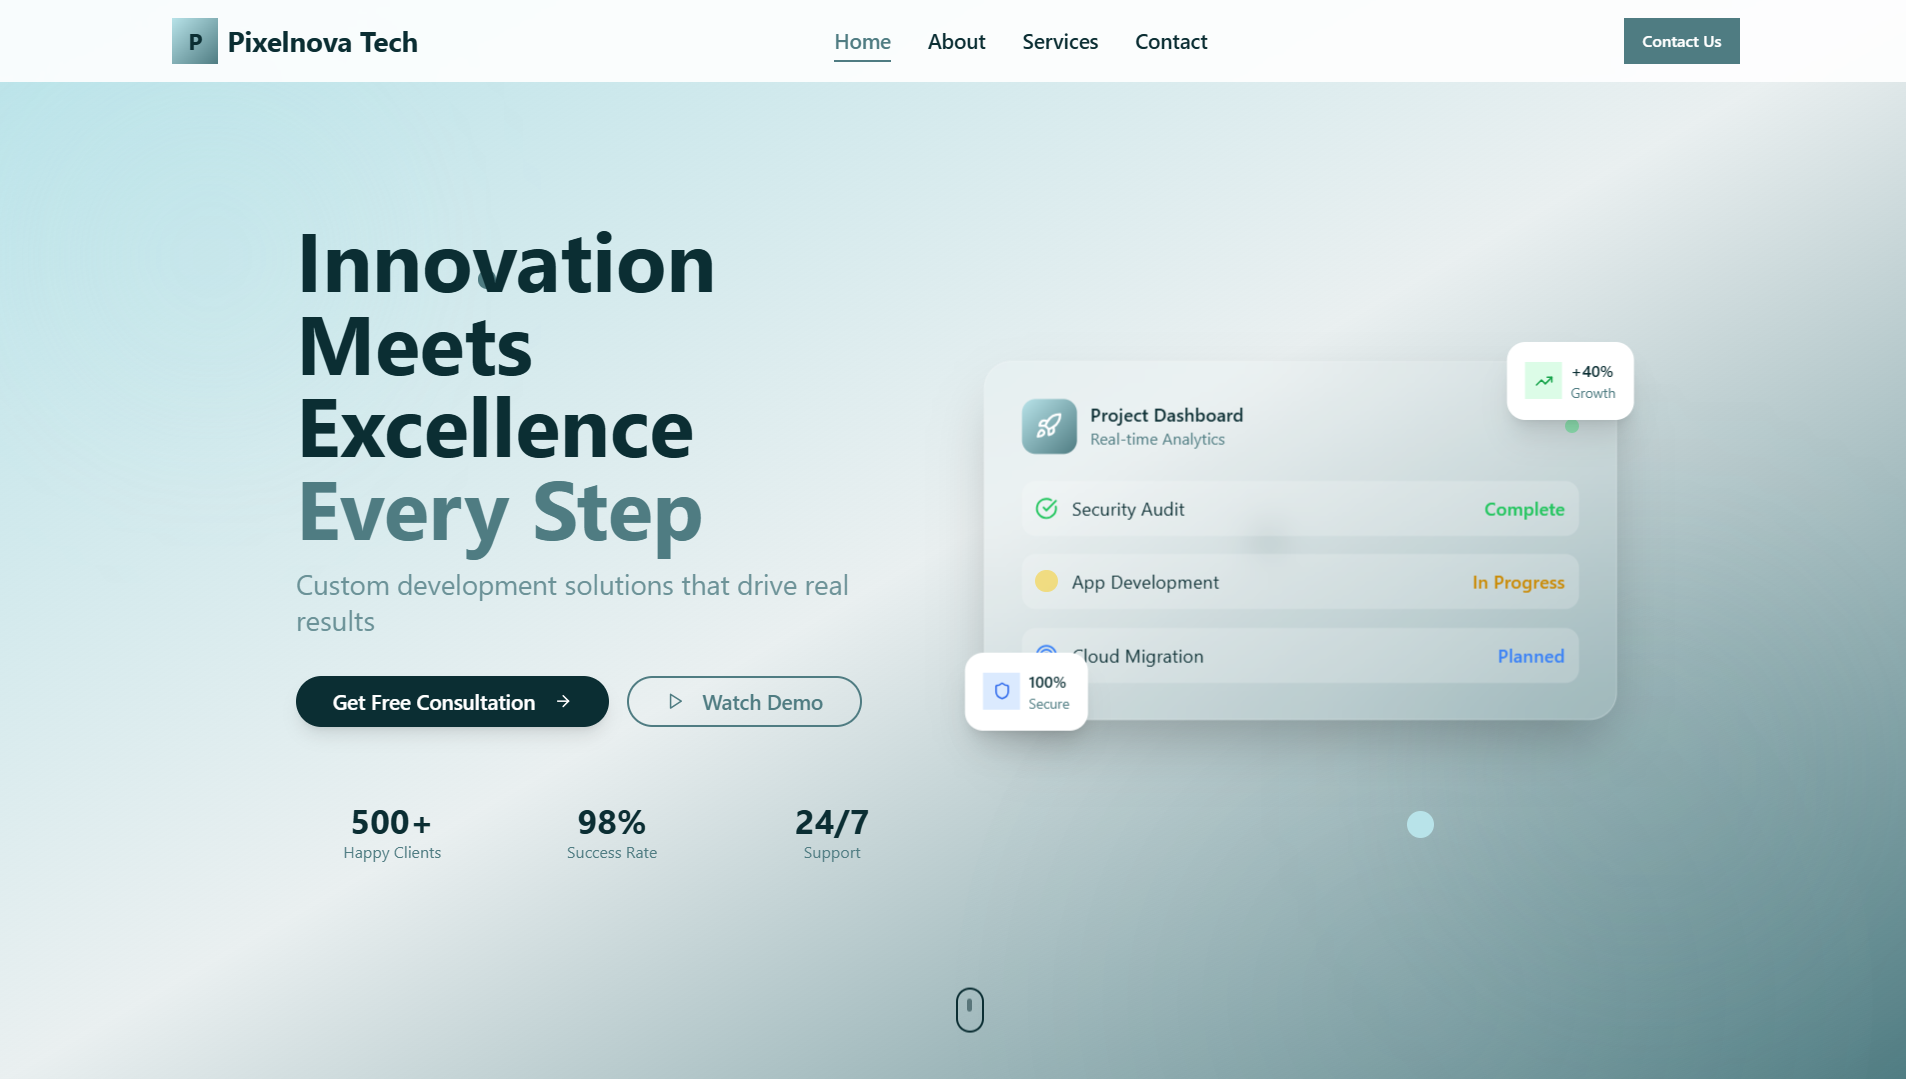 P
Pixelnova Tech
Home
About
Services
Contact
Contact Us
Innovation
Meets
Excellence
Every Step
Custom development solutions that drive real
results
Get Free Consultation
Watch Demo
500+
Happy Clients
98%
Success Rate
24/7
Support
+40%
Growth
Project Dashboard
Real-time Analytics
Security Audit
Complete
App Development
In Progress
Cloud Migration
Planned
100%
Secure